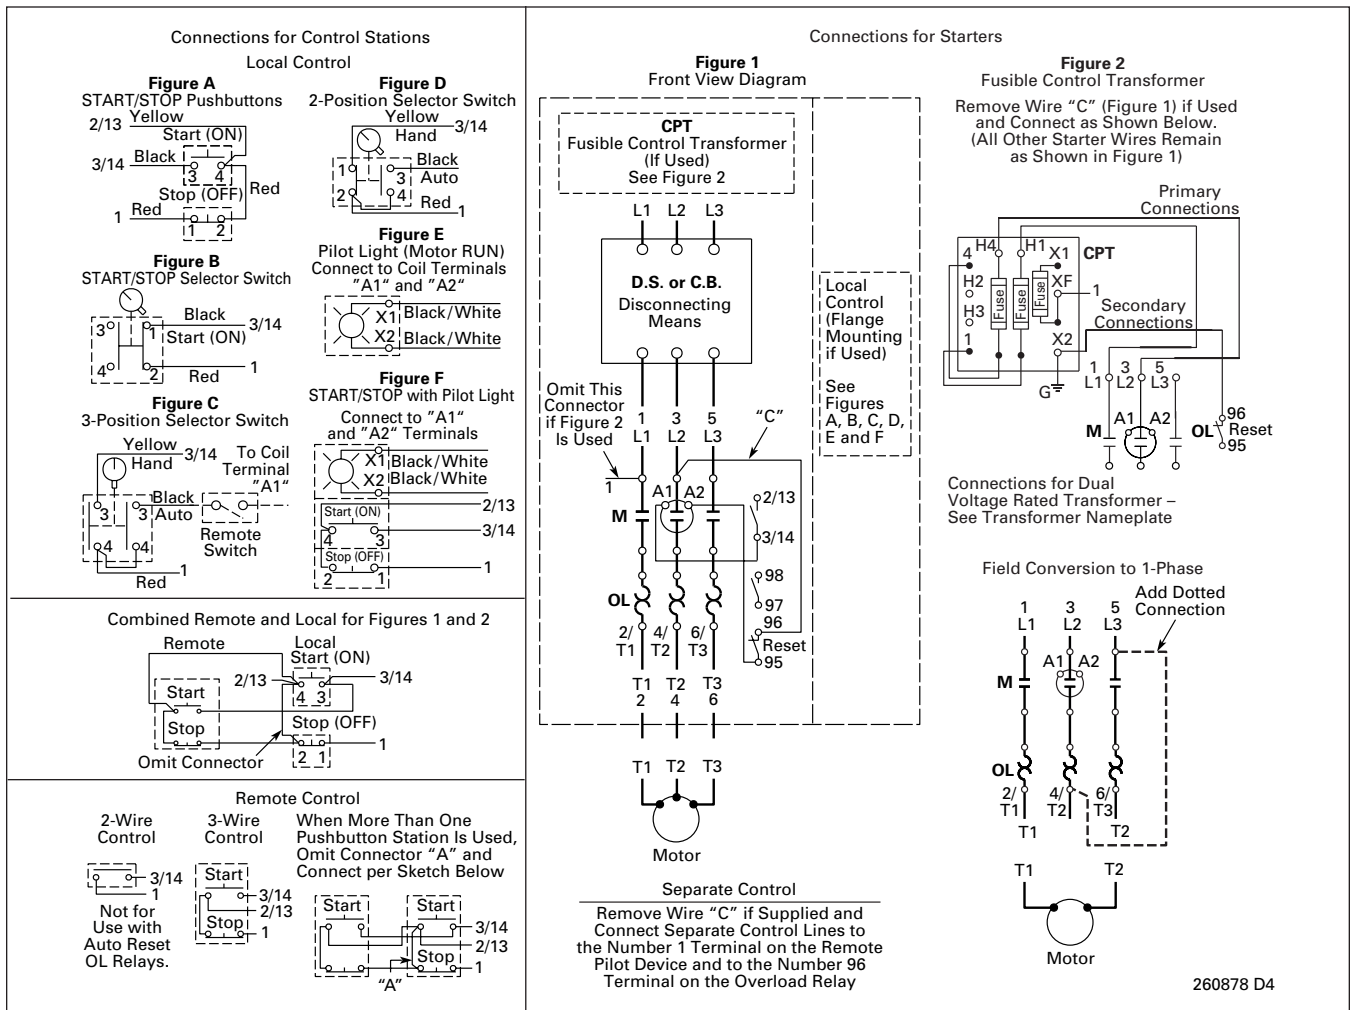 Connections for Control Stations
Local Control
Figure A
START/STOP Pushbuttons
Yellow
2/13
Start (ON)
3/14
Black
3 4
Stop (OFF)
Red
1
Red
1 2
Figure B
START/STOP Selector Switch
3
1
Black
3/14
Start (ON)
4
2
1
Red
Figure C
3-Position Selector Switch
Yellow
3/14
Hand
To Coil
Terminal
"A1"
3
3
Black
Auto
Remote
Switch
4
4
1
Red
Figure D
2-Position Selector Switch
Yellow
3/14
Hand
1
3
Black
Auto
2
4
Red
1
Figure E
Pilot Light (Motor RUN)
Connect to Coil Terminals
"A1" and "A2"
X1
Black/White
X2
Black/White
Figure F
START/STOP with Pilot Light
Connect to "A1"
and "A2" Terminals
X1
Black/White
X2
Black/White
2/13
Start (ON)
4
3
3/14
Stop (OFF)
2
1
1
Combined Remote and Local for Figures 1 and 2
Remote
Local
Start (ON)
2/13
3/14
4 3
Start
Stop
Stop (OFF)
1
2 1
Omit Connector
Remote Control
2-Wire
Control
3/14
1
Not for
Use with
Auto Reset
OL Relays.
3-Wire
Control
Start
3/14
2/13
Stop
1
When More Than One
Pushbutton Station Is Used,
Omit Connector "A" and
Connect per Sketch Below
Start
Start
3/14
2/13
Stop
1
"A"
Connections for Starters
Figure 1
Front View Diagram
CPT
Fusible Control Transformer
(If Used)
See Figure 2
L1 L2 L3
D.S. or C.B.
Disconnecting
Means
Omit This
Connector
if Figure 2
Is Used
1 3 5
L1 L2 L3
"C"
1
A1 A2
M
2/13
3/14
98
97
OL
96
Reset
95
2/ 4/ 6/
T1 T2 T3
T1 T2 T3
2 4 6
T1 T2 T3
Motor
Local
Control
(Flange
Mounting
if Used)
See
Figures
A, B, C, D,
E and F
Separate Control
Remove Wire "C" if Supplied and
Connect Separate Control Lines to
the Number 1 Terminal on the Remote
Pilot Device and to the Number 96
Terminal on the Overload Relay
Figure 2
Fusible Control Transformer
Remove Wire "C" (Figure 1) if Used
and Connect as Shown Below.
(All Other Starter Wires Remain
as Shown in Figure 1)
Primary
Connections
4
H4
H1
X1
CPT
H2
Fuse
Fuse
Fuse
XF
1
H3
Secondary
Connections
1
X2
G
1 3 5
L1 L2 L3
M
A1 A2
OL
96
Reset
95
Connections for Dual
Voltage Rated Transformer –
See Transformer Nameplate
Field Conversion to 1-Phase
Add Dotted
Connection
1 3 5
L1 L2 L3
A1 A2
M
OL
2/ 4/ 6/
T1 T2 T3
T1 T2
T1 T2
Motor
260878 D4